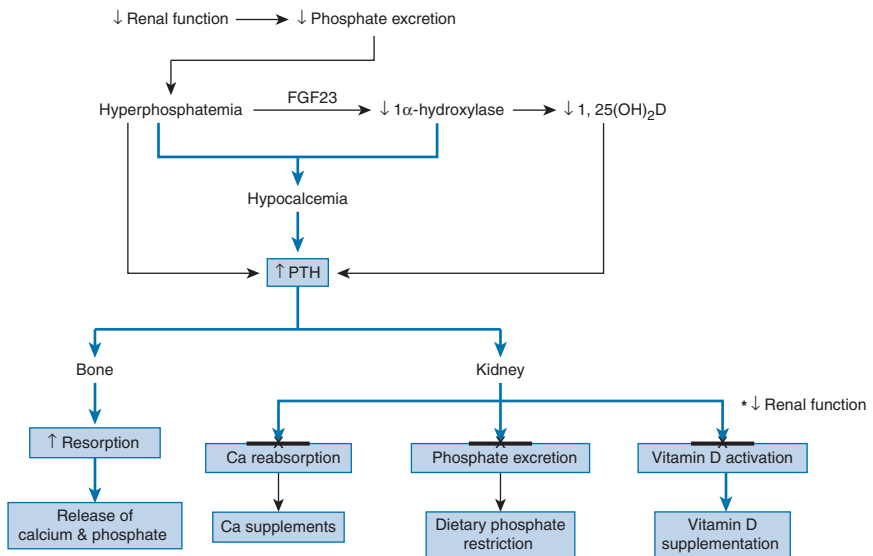 ↓ Renal function
↓ Phosphate excretion
Hyperphosphatemia
FGF23
↓ 1α-hydroxylase
↓ 1, 25(OH)₂D
Hypocalcemia
↑ PTH
Bone
Kidney
* ↓ Renal function
↑ Resorption
Ca reabsorption
Phosphate excretion
Vitamin D activation
Release of
calcium & phosphate
Ca supplements
Dietary phosphate
restriction
Vitamin D
supplementation